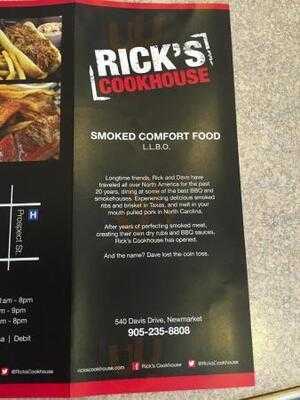 RICK'S
COOKHOUSE
SMOKED COMFORT FOOD
L.L.B.O.
Longtime friends, Rick and Dave have
traveled all over North America for the past
20 years, dining at some of the best BBQ and
smokehouses. Experiencing delicious smoked
ribs and brisket in Texas, and melt in your
mouth pulled pork in North Carolina.
After years of perfecting smoked meat,
creating their own dry rubs and BBQ sauces,
Rick's Cookhouse has opened.
And the name? Dave lost the coin toss.
H
Prospect St.
am - 8pm
- 9pm
- 8pm
| Debit
@RicksCookhouse
540 Davis Drive, Newmarket
905-235-8808
rickscookhouse.com
Rick's Cookhouse
@RicksCookhouse